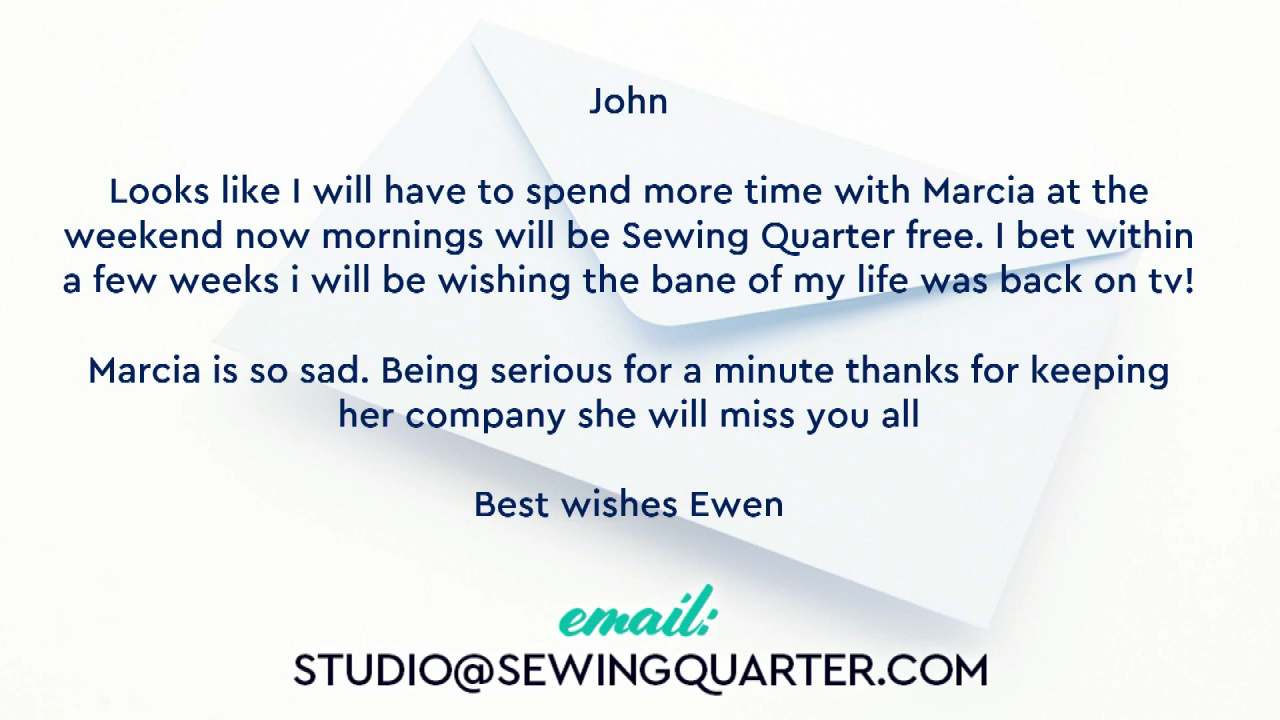 John
Looks like I will have to spend more time with Marcia at the
weekend now mornings will be Sewing Quarter free. I bet within
a few weeks i will be wishing the bane of my life was back on tv!
Marcia is so sad. Being serious for a minute thanks for keeping
her company she will miss you all
Best wishes Ewen
email:
STUDIO@SEWINGQUARTER.COM